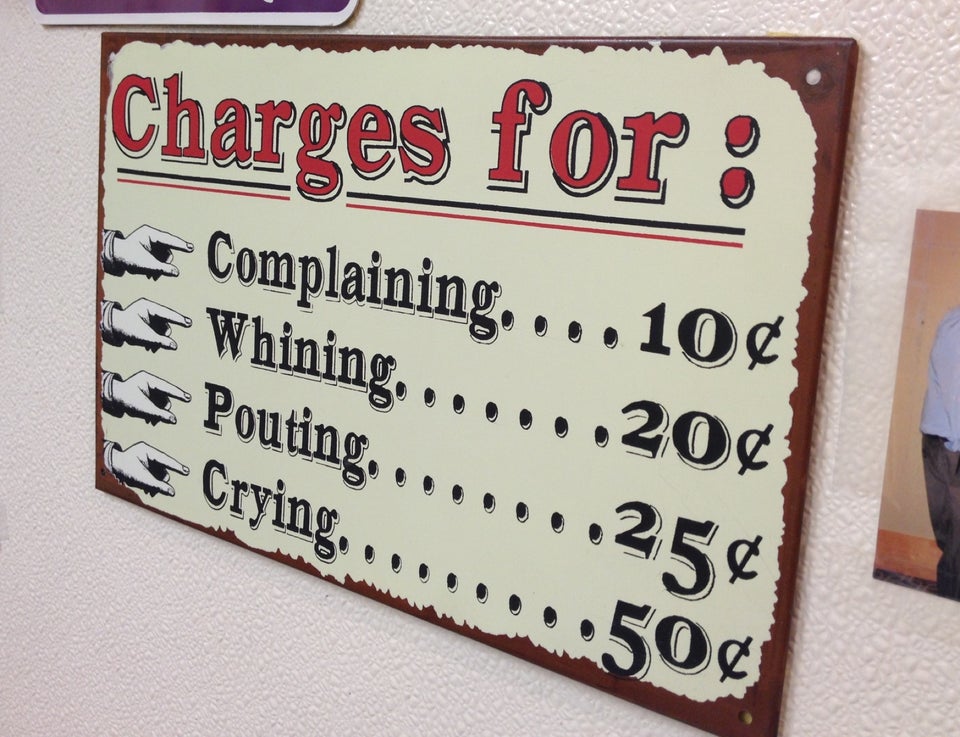 Charges for:
Complaining....10¢
Whining.......20¢
Pouting.......25¢
Crying........50¢